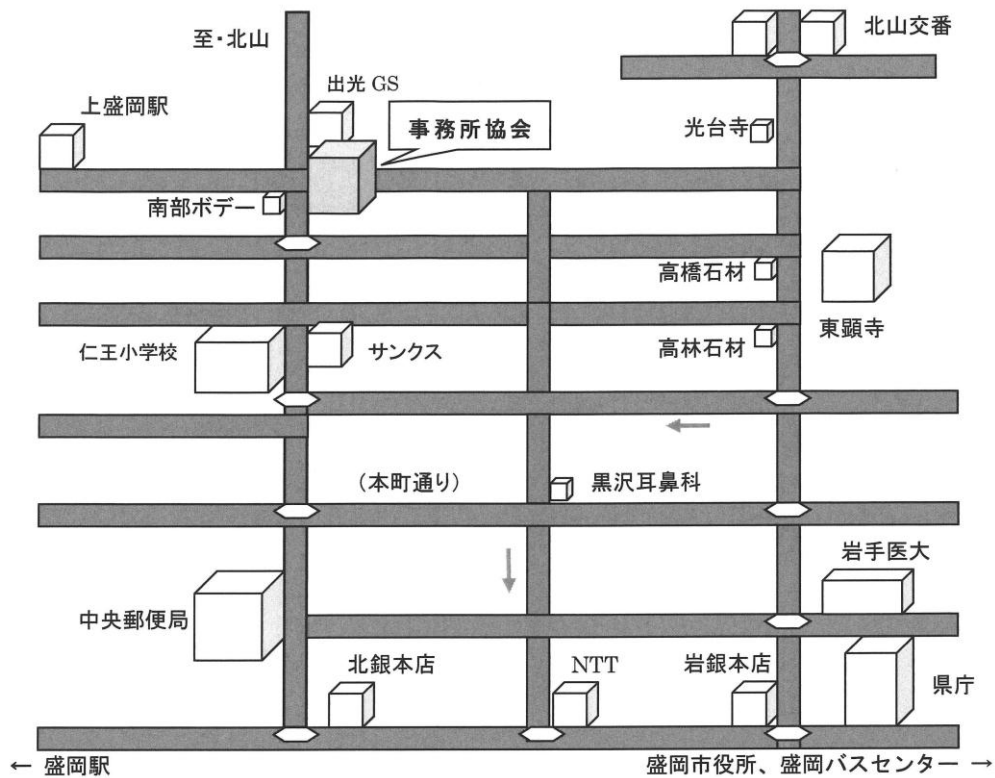 北山交番
至・北山
出光 GS
上盛岡駅
事務所協会
光台寺
南部ボデー
高橋石材
東顕寺
仁王小学校
サンクス
高林石材
(本町通り)
黒沢耳鼻科
岩手医大
中央郵便局
北銀本店
NTT
岩銀本店
県庁
← 盛岡駅
盛岡市役所、盛岡バスセンター →